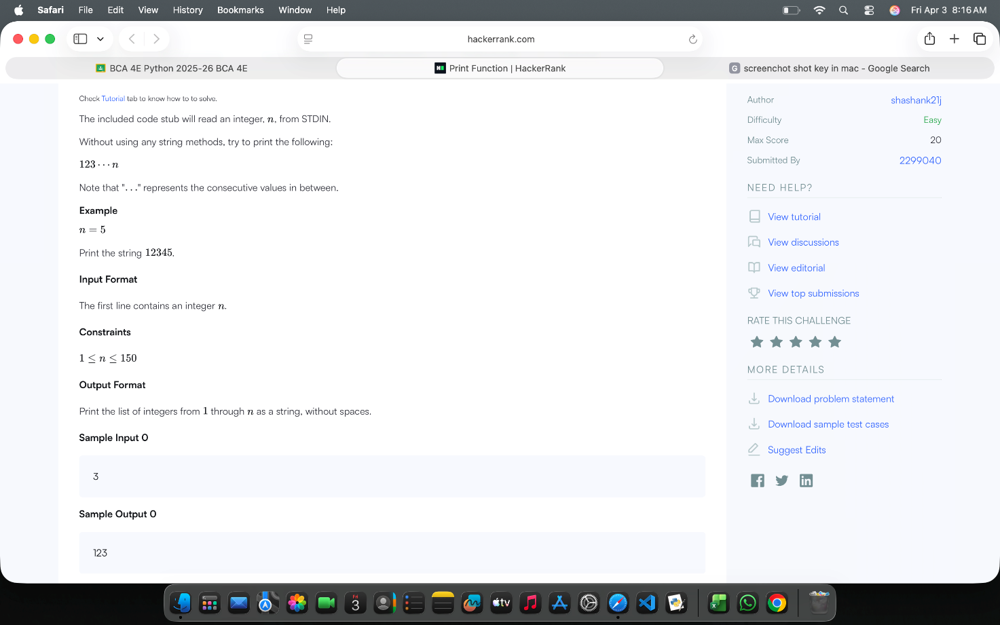 Safari File Edit View History Bookmarks Window Help Fri Apr 3 8:16 AM
hackerrank.com
BCA 4E Python 2025-26 BCA 4E
Print Function | HackerRank
G screenchot shot key in mac - Google Search
Check Tutorial tab to know how to to solve.
The included code stub will read an integer, n, from STDIN.
Without using any string methods, try to print the following:
123 · · · n
Note that "..." represents the consecutive values in between.
Example
n = 5
Print the string 12345.
Input Format
The first line contains an integer n.
Constraints
1 ≤ n ≤ 150
Output Format
Print the list of integers from 1 through n as a string, without spaces.
Sample Input 0
3
Sample Output 0
123
Author shashank21j
Difficulty Easy
Max Score 20
Submitted By 2299040
NEED HELP?
View tutorial
View discussions
View editorial
View top submissions
RATE THIS CHALLENGE
MORE DETAILS
Download problem statement
Download sample test cases
Suggest Edits
Fri
3
tv